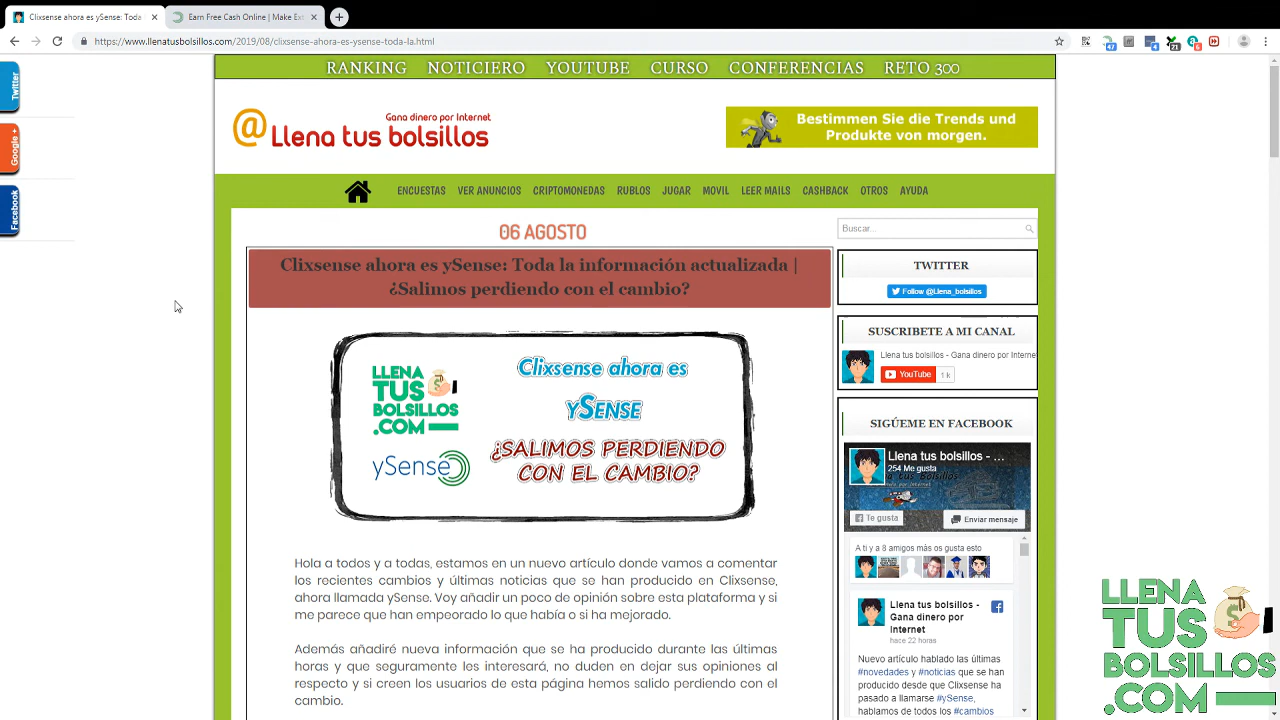 Clixsense ahora es ySense: Toda
Earn Free Cash Online | Make Ext
https://www.llenatusbolsillos.com/2019/08/clixsense-ahora-es-ysense-toda-la.html
47
4
21
5
Twitter
Google +
Facebook
RANKING NOTICIERO YOUTUBE CURSO CONFERENCIAS RETO 300
Gana dinero por Internet
@Llena tus bolsillos
Bestimmen Sie die Trends und
Produkte von morgen.
ENCUESTAS VER ANUNCIOS CRIPTOMONEDAS RUBLOS JUGAR MOVIL LEER MAILS CASHBACK OTROS AYUDA
06 AGOSTO
Clixsense ahora es ySense: Toda la información actualizada |
¿Salimos perdiendo con el cambio?
LLENA
TUS
BOLSILLOS
.COM
ySense
Clixsense ahora es
YSENSE
¿SALIMOS PERDIENDO
CON EL CAMBIO?
Hola a todos y a todas, estamos en un nuevo artículo donde vamos a comentar
los recientes cambios y últimas noticias que se han producido en Clixsense,
ahora llamada ySense. Voy añadir un poco de opinión sobre esta plataforma y si
me parece que han empeorado lo que había o si ha mejorado.
Además añadiré nueva información que se ha producido durante las últimas
horas y que seguramente les interesará, no duden en dejar sus opiniones al
respecto y si creen los usuarios de esta página hemos salido perdiendo con el
cambio.
Buscar...
TWITTER
Follow @Llena_bolsillos
SUSCRIBETE A MI CANAL
Llena tus bolsillos - Gana dinero por Interne
YouTube 1 k
SIGÚEME EN FACEBOOK
Llena tus bolsillos - ...
254 Me gusta
Te gusta
Enviar mensaje
A ti y a 8 amigos más os gusta esto
Llena tus bolsillos -
Gana dinero por
Internet
hace 22 horas
Nuevo artículo hablado las últimas
#novedades y #noticias que se han
producido desde que Clixsense ha
pasado a llamarse #ySense,
hablamos de todos los #cambios
LLENA
TUS
BOLSILLOS
.COM